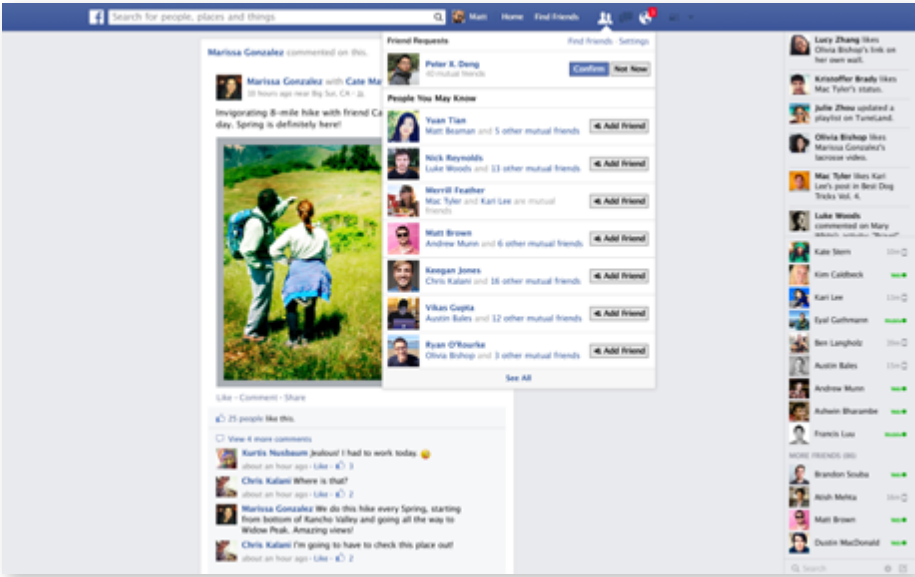 f
Search for people, places and things
Matt
Home
Find Friends
Marissa Gonzalez commented on this.
Marissa Gonzalez with Cate Ma
10 hours ago near Big Sur, CA
Invigorating 8-mile hike with friend Ca
day. Spring is definitely here!
Like · Comment · Share
25 people like this.
View 4 more comments
Kurtis Nusbaum Jealous! I had to work today.
about an hour ago · Like · 3
Chris Kalani Where is that?
about an hour ago · Like · 2
Marissa Gonzalez We do this hike every Spring, starting
from bottom of Rancho Valley and going all the way to
Widow Peak. Amazing views!
Chris Kalani I'm going to have to check this place out!
about an hour ago · Like · 2
Friend Requests
Find Friends · Settings
Peter X. Deng
40 mutual friends
Confirm
Not Now
People You May Know
Yuan Tian
Matt Beaman and 5 other mutual friends
Add Friend
Nick Reynolds
Luke Woods and 13 other mutual friends
Add Friend
Merrill Feather
Mac Tyler and Kari Lee are mutual
friends
Add Friend
Matt Brown
Andrew Munn and 6 other mutual friends
Add Friend
Keegan Jones
Chris Kalani and 16 other mutual friends
Add Friend
Vikas Gupta
Austin Bales and 12 other mutual friends
Add Friend
Ryan O'Rourke
Olivia Bishop and 3 other mutual friends
Add Friend
See All
Lucy Zhang likes
Olivia Bishop's link on
her own wall.
Kristoffer Brady likes
Mac Tyler's status.
Julie Zhou updated a
playlist on TuneLand.
Olivia Bishop likes
Marissa Gonzalez's
lacrosse video.
Mac Tyler likes Kari
Lee's post in Best Dog
Tricks Vol. 4.
Luke Woods
commented on Mary
Kate Stern
Kim Caldbeck
Kari Lee
Eyal Guthmann
Ben Langholz
Austin Bales
Andrew Munn
Ashwin Bharambe
Francis Luu
MORE FRIENDS (86)
Brandon Souba
Atish Mehta
Matt Brown
Dustin MacDonald
Search